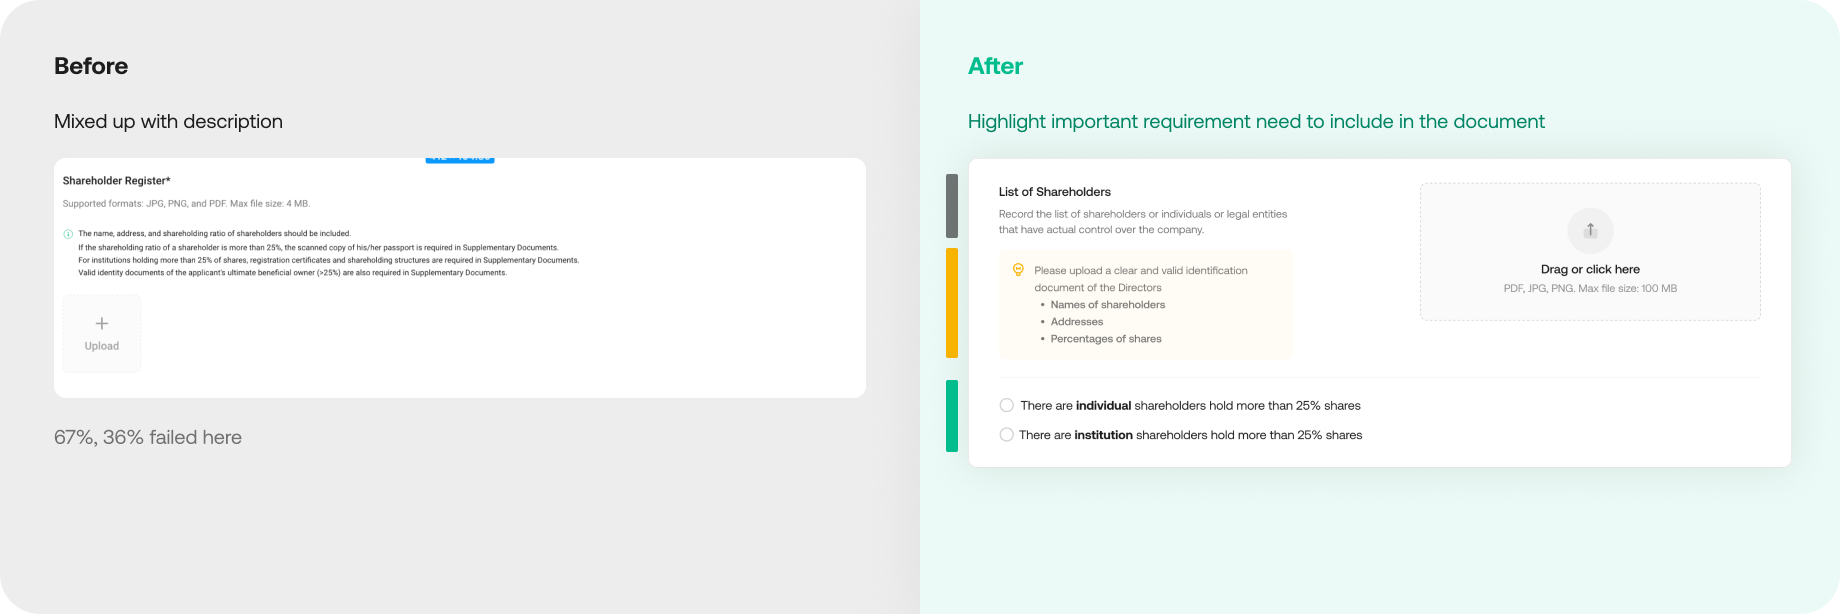 Before
Mixed up with description
Shareholder Register*
Supported formats: JPG, PNG, and PDF. Max file size: 4 MB.
The name, address, and shareholding ratio of shareholders should be included.
If the shareholding ratio of a shareholder is more than 25%, the scanned copy of his/her passport is required in Supplementary Documents.
For institutions holding more than 25% of shares, registration certificates and shareholding structures are required in Supplementary Documents.
Valid identity documents of the applicant's ultimate beneficial owner (>25%) are also required in Supplementary Documents.
+
Upload
67%, 36% failed here
After
Highlight important requirement need to include in the document
List of Shareholders
Record the list of shareholders or individuals or legal entities
that have actual control over the company.
Please upload a clear and valid identification
document of the Directors
• Names of shareholders
• Addresses
• Percentages of shares
Drag or click here
PDF, JPG, PNG. Max file size: 100 MB
There are individual shareholders hold more than 25% shares
There are institution shareholders hold more than 25% shares